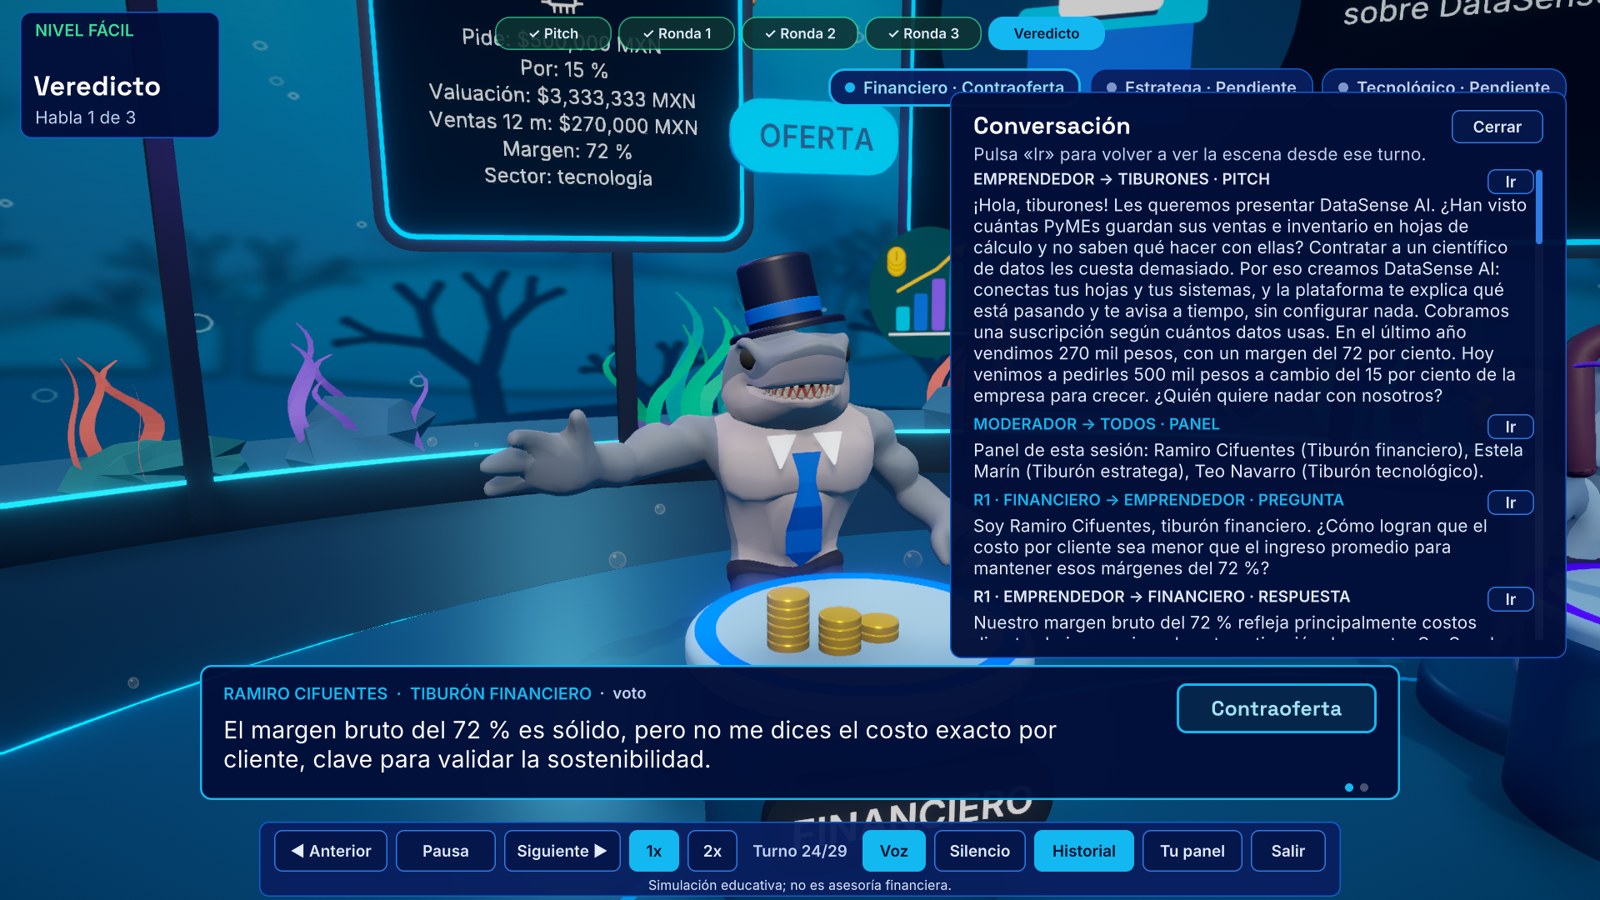 NIVEL FÁCIL
Veredicto
Habla 1 de 3
Pide: $500,000 MXN
Por: 15 %
Valuación: $3,333,333 MXN
Ventas 12 m: $270,000 MXN
Margen: 72 %
Sector: tecnología
✓ Pitch
✓ Ronda 1
✓ Ronda 2
✓ Ronda 3
Veredicto
sobre DataSens
Financiero · Contraoferta
Estratega · Pendiente
Tecnológico · Pendiente
OFERTA
Conversación
Cerrar
Pulsa «Ir» para volver a ver la escena desde ese turno.
EMPRENDEDOR → TIBURONES · PITCH
Ir
¡Hola, tiburones! Les queremos presentar DataSense AI. ¿Han visto
cuántas PyMEs guardan sus ventas e inventario en hojas de
cálculo y no saben qué hacer con ellas? Contratar a un científico
de datos les cuesta demasiado. Por eso creamos DataSense AI:
conectas tus hojas y tus sistemas, y la plataforma te explica qué
está pasando y te avisa a tiempo, sin configurar nada. Cobramos
una suscripción según cuántos datos usas. En el último año
vendimos 270 mil pesos, con un margen del 72 por ciento. Hoy
venimos a pedirles 500 mil pesos a cambio del 15 por ciento de la
empresa para crecer. ¿Quién quiere nadar con nosotros?
MODERADOR → TODOS · PANEL
Ir
Panel de esta sesión: Ramiro Cifuentes (Tiburón financiero), Estela
Marín (Tiburón estratega), Teo Navarro (Tiburón tecnológico).
R1 · FINANCIERO → EMPRENDEDOR · PREGUNTA
Ir
Soy Ramiro Cifuentes, tiburón financiero. ¿Cómo logran que el
costo por cliente sea menor que el ingreso promedio para
mantener esos márgenes del 72 %?
R1 · EMPRENDEDOR → FINANCIERO · RESPUESTA
Ir
Nuestro margen bruto del 72 % refleja principalmente costos
RAMIRO CIFUENTES · TIBURÓN FINANCIERO · voto
El margen bruto del 72 % es sólido, pero no me dices el costo exacto por
cliente, clave para validar la sostenibilidad.
Contraoferta
FINANCIERO
◀ Anterior
Pausa
Siguiente ▶
1x
2x
Turno 24/29
Voz
Silencio
Historial
Tu panel
Salir
Simulación educativa; no es asesoría financiera.